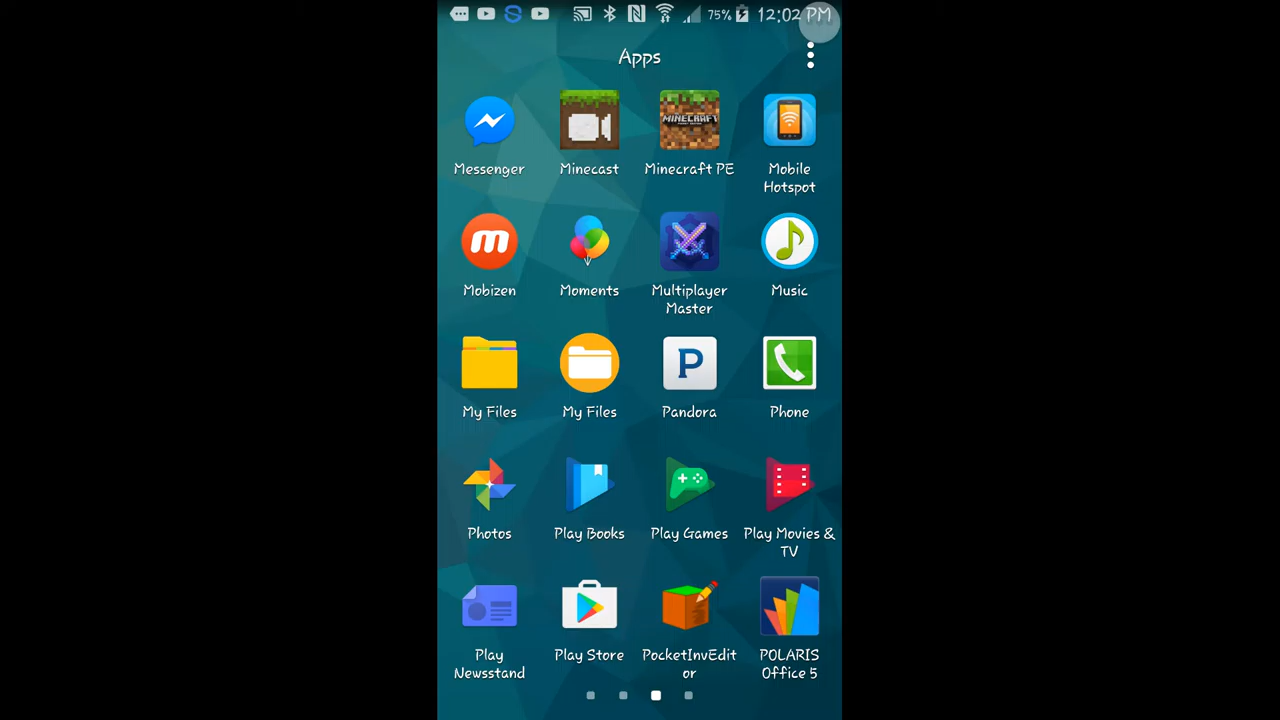 75% 12:02 PM
Apps
Messenger
Minecast
MINECRAFT
Minecraft PE
Mobile
Hotspot
m
Mobizen
Moments
Multiplayer
Master
Music
My Files
My Files
P
Pandora
Phone
Photos
Play Books
Play Games
Play Movies &
TV
Play
Newsstand
Play Store
PocketInvEdit
or
POLARIS
Office 5